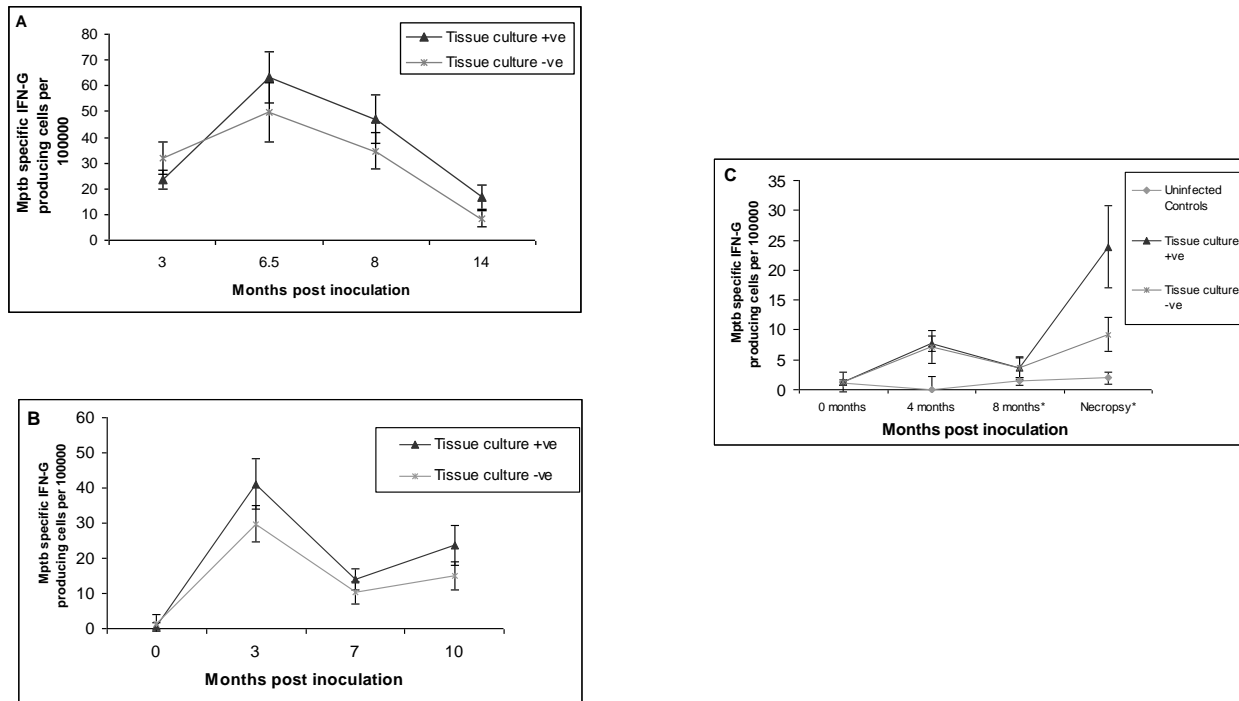 A
Tissue culture +ve
Tissue culture -ve
Mptb specific IFN-G
producing cells per
100000
80
70
60
50
40
30
20
10
0
3 6.5 8 14
Months post inoculation
B
Tissue culture +ve
Tissue culture -ve
Mptb specific IFN-G
producing cells per 100000
60
50
40
30
20
10
0
0 3 7 10
Months post inoculation
C
Uninfected
Controls
Tissue culture
+ve
Tissue culture
-ve
Mptb specific IFN-G
producing cells per 100000
35
30
25
20
15
10
5
0
0 months 4 months 8 months* Necropsy*
Months post inoculation